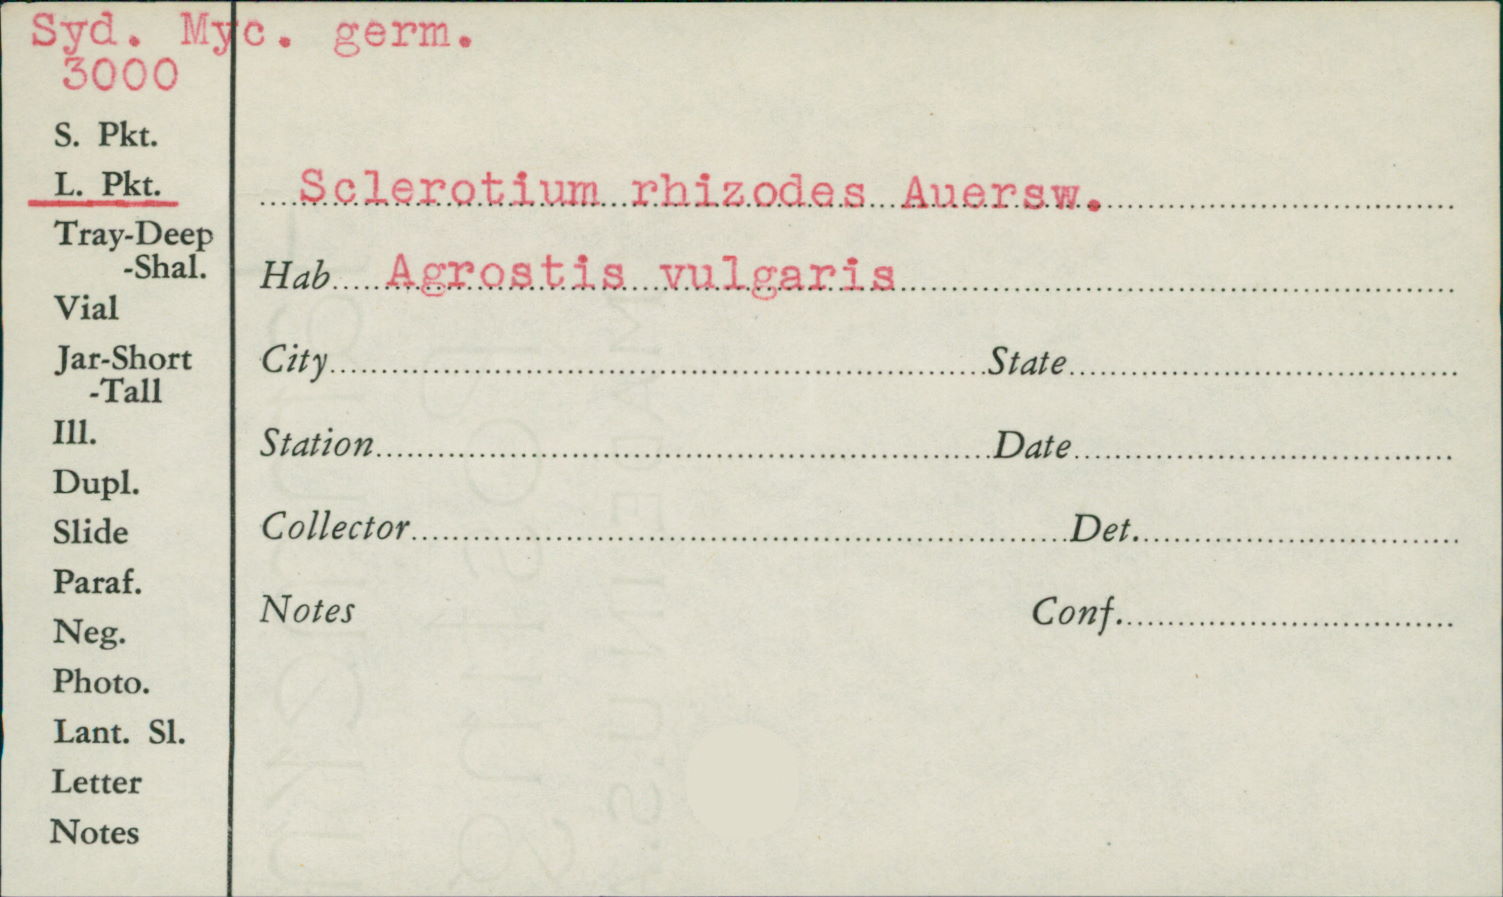 Syd. Myc. germ.
3000
S. Pkt.
L. Pkt.
Tray-Deep
-Shal.
Vial
Jar-Short
-Tall
Ill.
Dupl.
Slide
Paraf.
Neg.
Photo.
Lant. Sl.
Letter
Notes
Sclerotium rhizodes Auersw.
Hab Agrostis vulgaris
City State
Station Date
Collector Det.
Notes Conf.